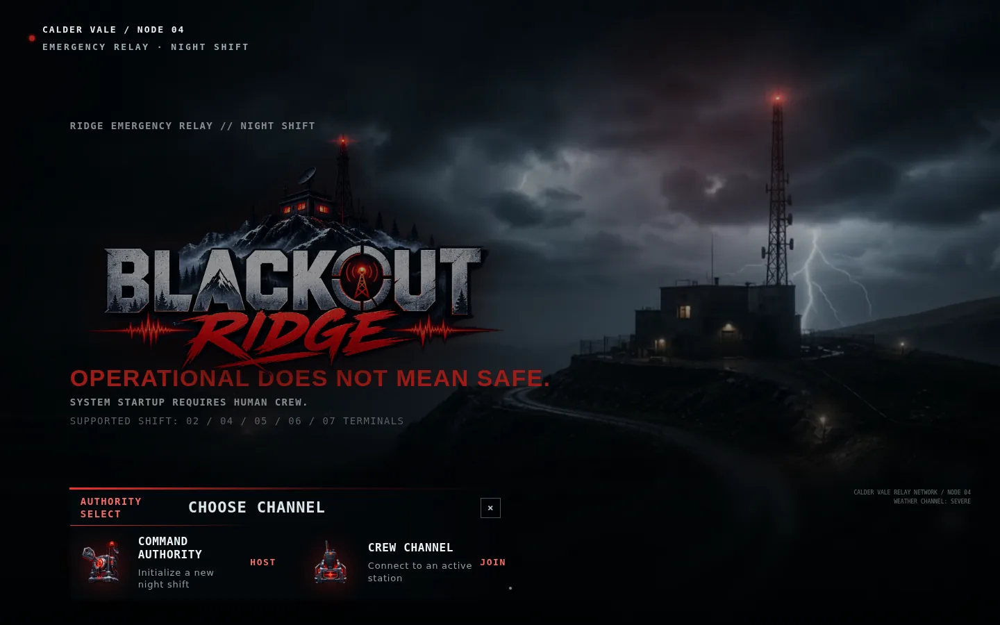 CALDER VALE / NODE 04
EMERGENCY RELAY · NIGHT SHIFT
RIDGE EMERGENCY RELAY // NIGHT SHIFT
BLACKOUT
RIDGE
OPERATIONAL DOES NOT MEAN SAFE.
SYSTEM STARTUP REQUIRES HUMAN CREW.
SUPPORTED SHIFT: 02 / 04 / 05 / 06 / 07 TERMINALS
CALDER VALE RELAY NETWORK / NODE 04
WEATHER CHANNEL: SEVERE
AUTHORITY
SELECT
CHOOSE CHANNEL
×
COMMAND
AUTHORITY
Initialize a new
night shift
HOST
CREW CHANNEL
Connect to an active
station
JOIN